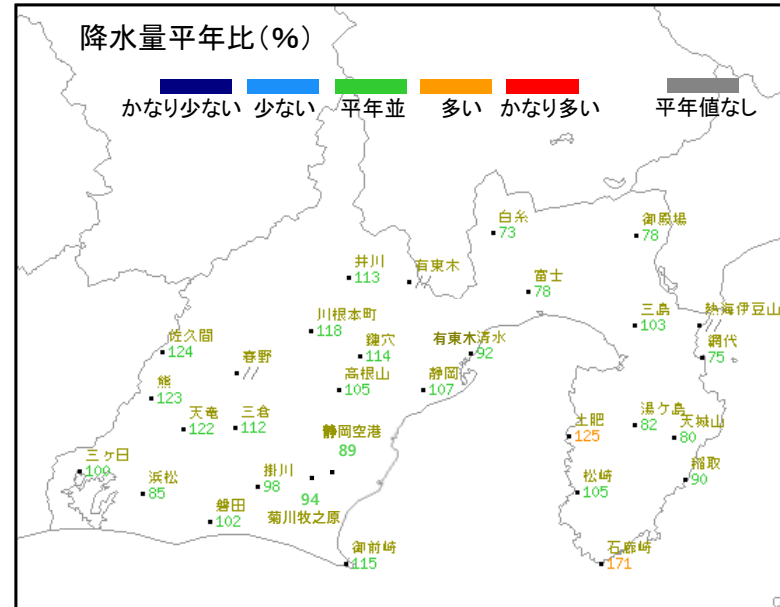 降水量平年比(%)
かなり少ない 少ない 平年並 多い かなり多い 平年値なし
白糸
73
御殿場
78
井川
113
有東木
//
富士
78
川根本町
118
三島
103
熱海伊豆山
//
佐久間
124
春野
//
鍵穴
114
有東木清水
92
網代
75
熊
123
高根山
105
静岡
107
天竜
122
三倉
112
静岡空港
89
土肥
125
湯ケ島
82
天城山
80
三ヶ日
100
浜松
85
掛川
98
94
菊川牧之原
松崎
105
稲取
90
磐田
102
御前崎
115
石廊崎
171